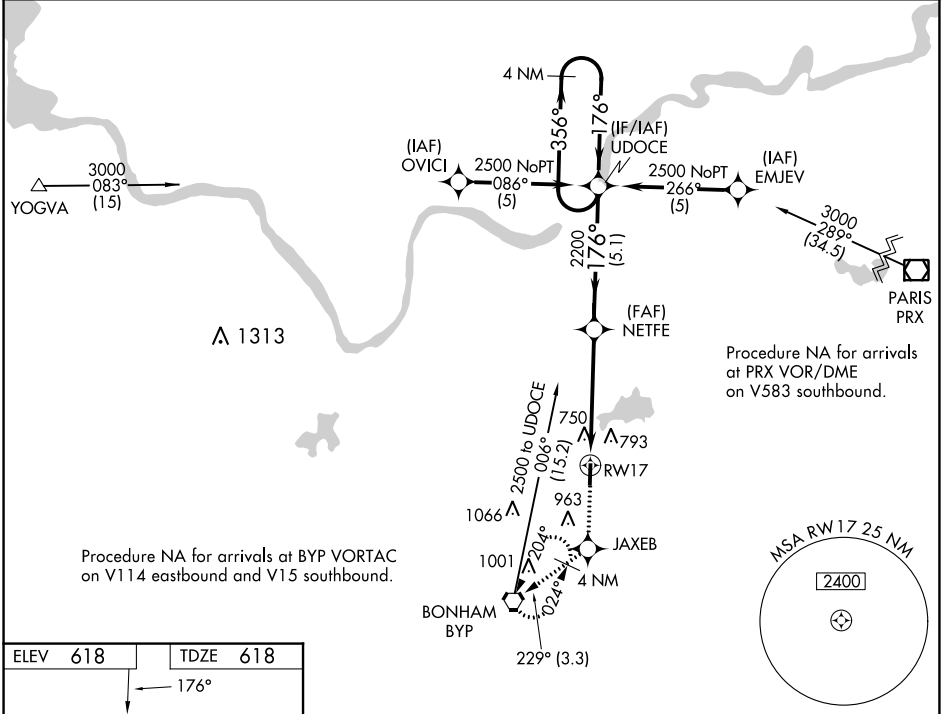 4 NM
356°
176°
(IF/IAF)
UDOCE
(IAF)
OVICI
2500 NoPT
086°
(5)
2500 NoPT
266°
(5)
(IAF)
EMJEV
3000
083°
(15)
YOGVA
3000
289°
(34.5)
PARIS
PRX
2200
176°
(5.1)
(FAF)
NETFE
1313
Procedure NA for arrivals
at PRX VOR/DME
on V583 southbound.
2500 to UDOCE
006°
(15.2)
750
793
RW17
963
1066
1001
204°
JAXEB
4 NM
024°
Procedure NA for arrivals at BYP VORTAC
on V114 eastbound and V15 southbound.
BONHAM
BYP
229° (3.3)
MSA RW17 25 NM
2400
ELEV 618
TDZE 618
176°